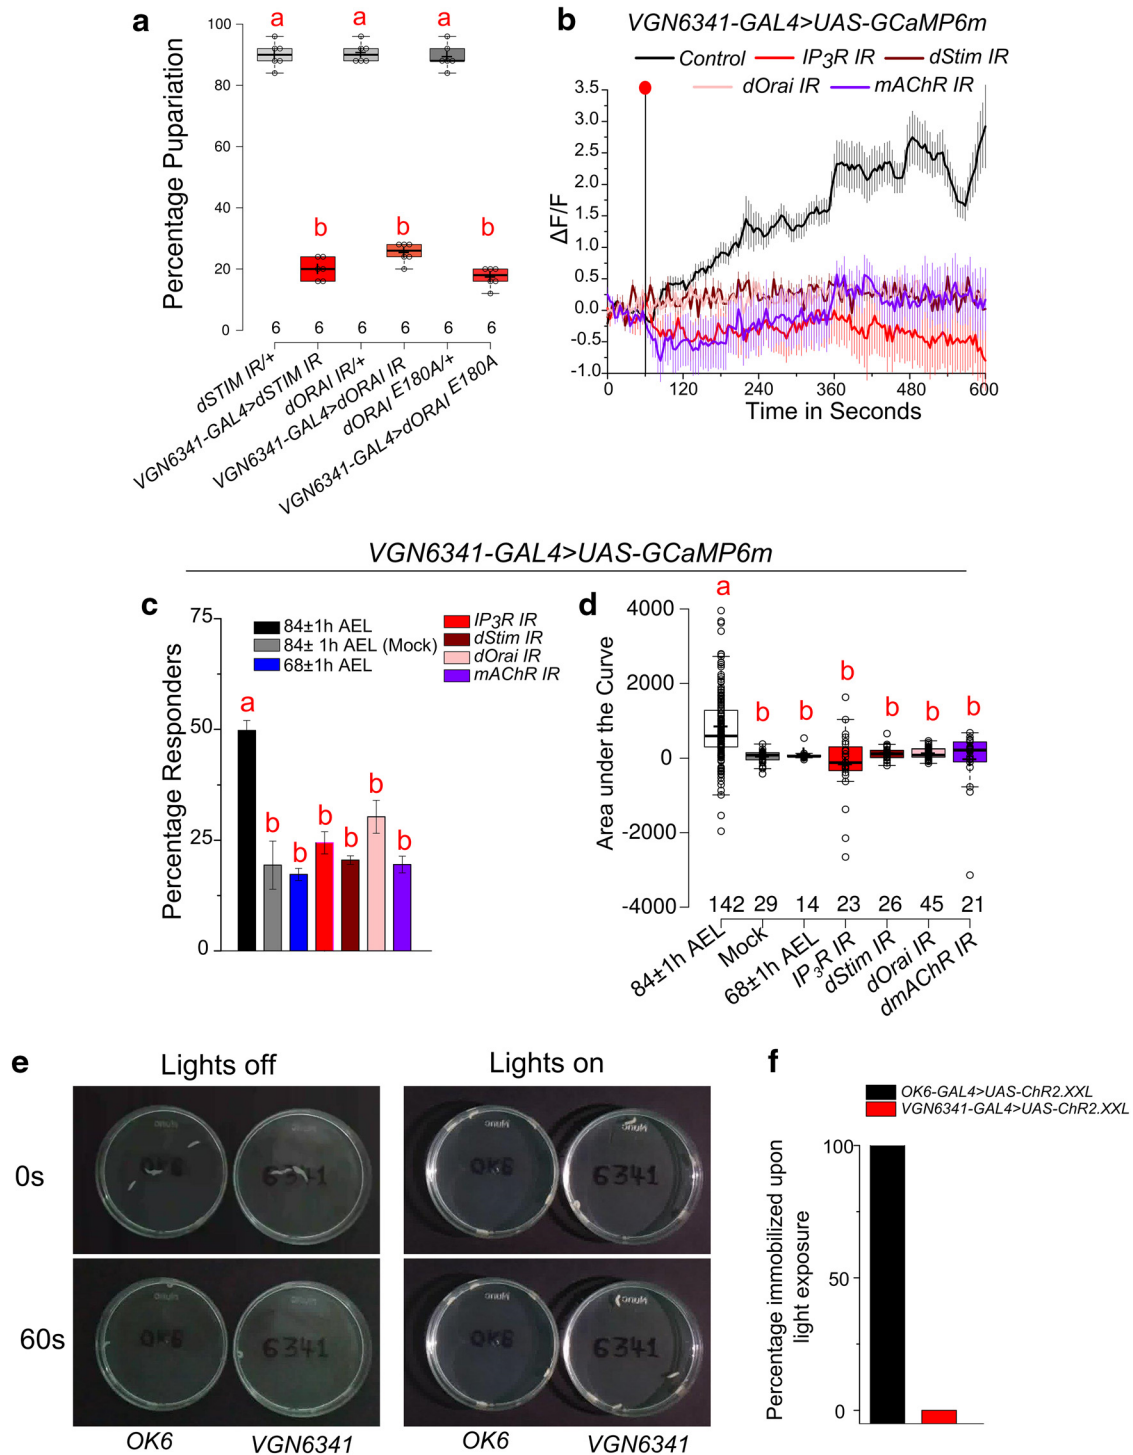 a
Percentage Pupariation
100
80
60
40
20
0
a
a
a
b
b
b
6
6
6
6
6
6
dSTIM IR/+
VGN6341-GAL4>dSTIM IR
dORAI IR/+
VGN6341-GAL4>dORAI IR
dORAI E180A/+
VGN6341-GAL4>dORAI E180A
b
VGN6341-GAL4>UAS-GCaMP6m
Control
IP3R IR
dStim IR
dOrai IR
mAChR IR
ΔF/F
3.5
3.0
2.5
2.0
1.5
1.0
0.5
0.0
-0.5
-1.0
0
120
240
360
480
600
Time in Seconds
VGN6341-GAL4>UAS-GCaMP6m
c
Percentage Responders
75
50
25
0
84±1h AEL
84± 1h AEL (Mock)
68±1h AEL
IP3R IR
dStim IR
dOrai IR
mAChR IR
a
b
b
b
b
b
b
d
Area under the Curve
4000
2000
0
-2000
-4000
a
b
b
b
b
b
b
142
29
14
23
26
45
21
84±1h AEL
Mock
68±1h AEL
IP3R IR
dStim IR
dOrai IR
dmAChR IR
e
Lights off
Lights on
0s
60s
OK6
6341
OK6
6341
OK6
6341
OK6
6341
OK6
VGN6341
OK6
VGN6341
f
OK6-GAL4>UAS-ChR2.XXL
VGN6341-GAL4>UAS-ChR2.XXL
Percentage immobilized upon
light exposure
100
50
0